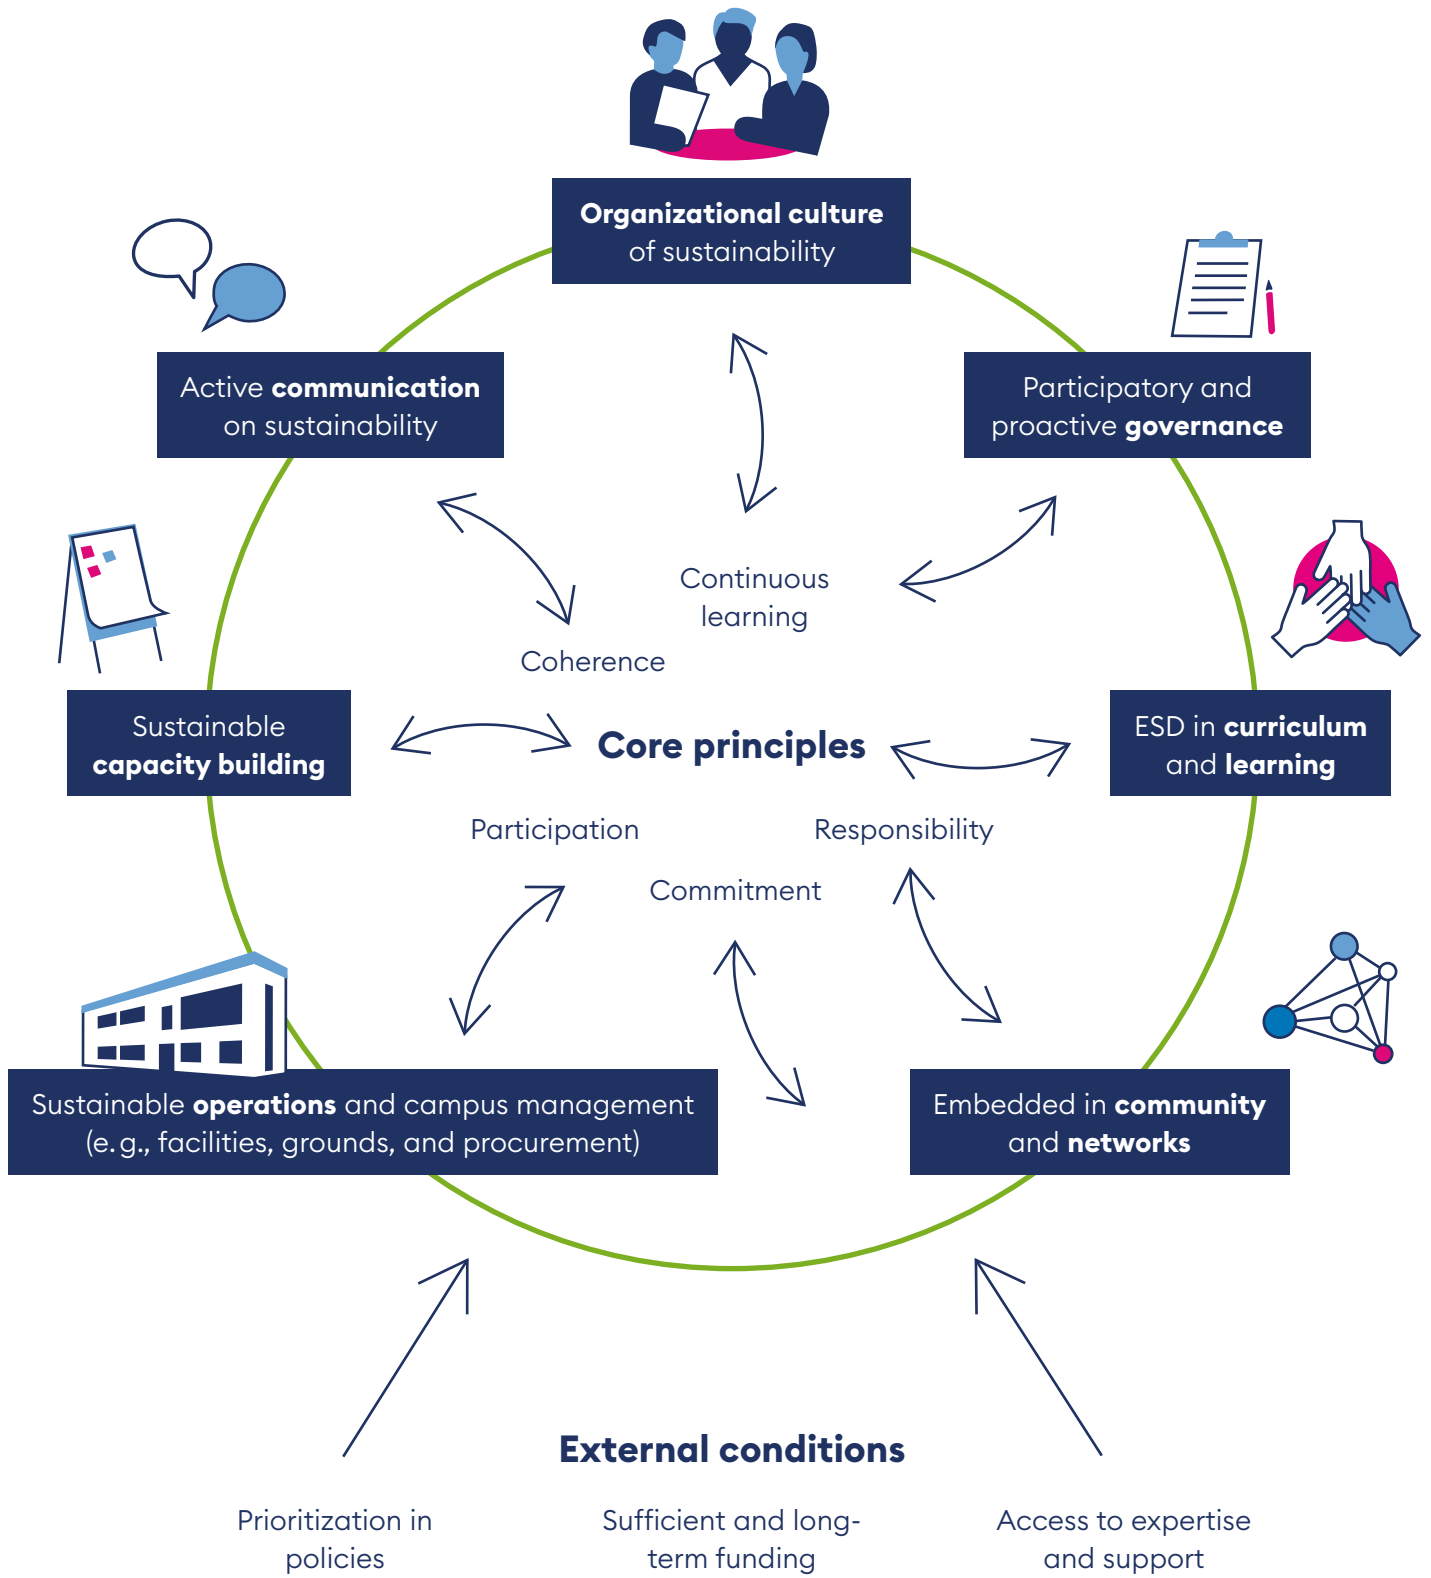 Organizational culture
of sustainability
Active communication
on sustainability
Participatory and
proactive governance
Continuous
learning
Coherence
Sustainable
capacity building
Core principles
ESD in curriculum
and learning
Participation
Responsibility
Commitment
Sustainable operations and campus management
(e. g., facilities, grounds, and procurement)
Embedded in community
and networks
External conditions
Prioritization in
policies
Sufficient and long-
term funding
Access to expertise
and support